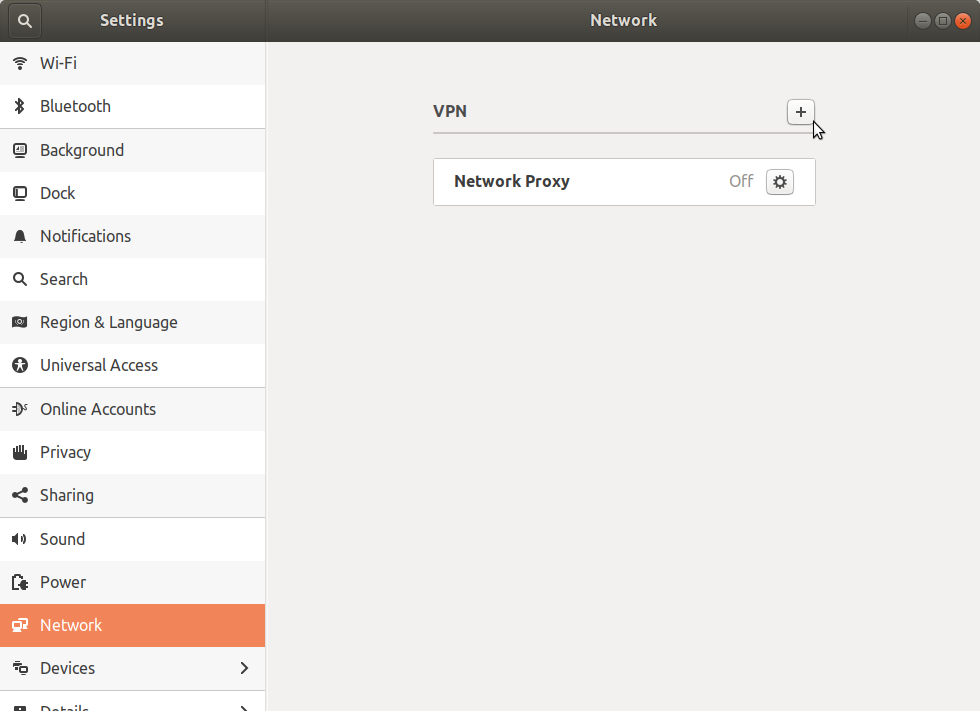 Settings
Network
Wi-Fi
Bluetooth
Background
Dock
Notifications
Search
Region & Language
Universal Access
Online Accounts
Privacy
Sharing
Sound
Power
Network
Devices
Details
VPN
Network Proxy Off